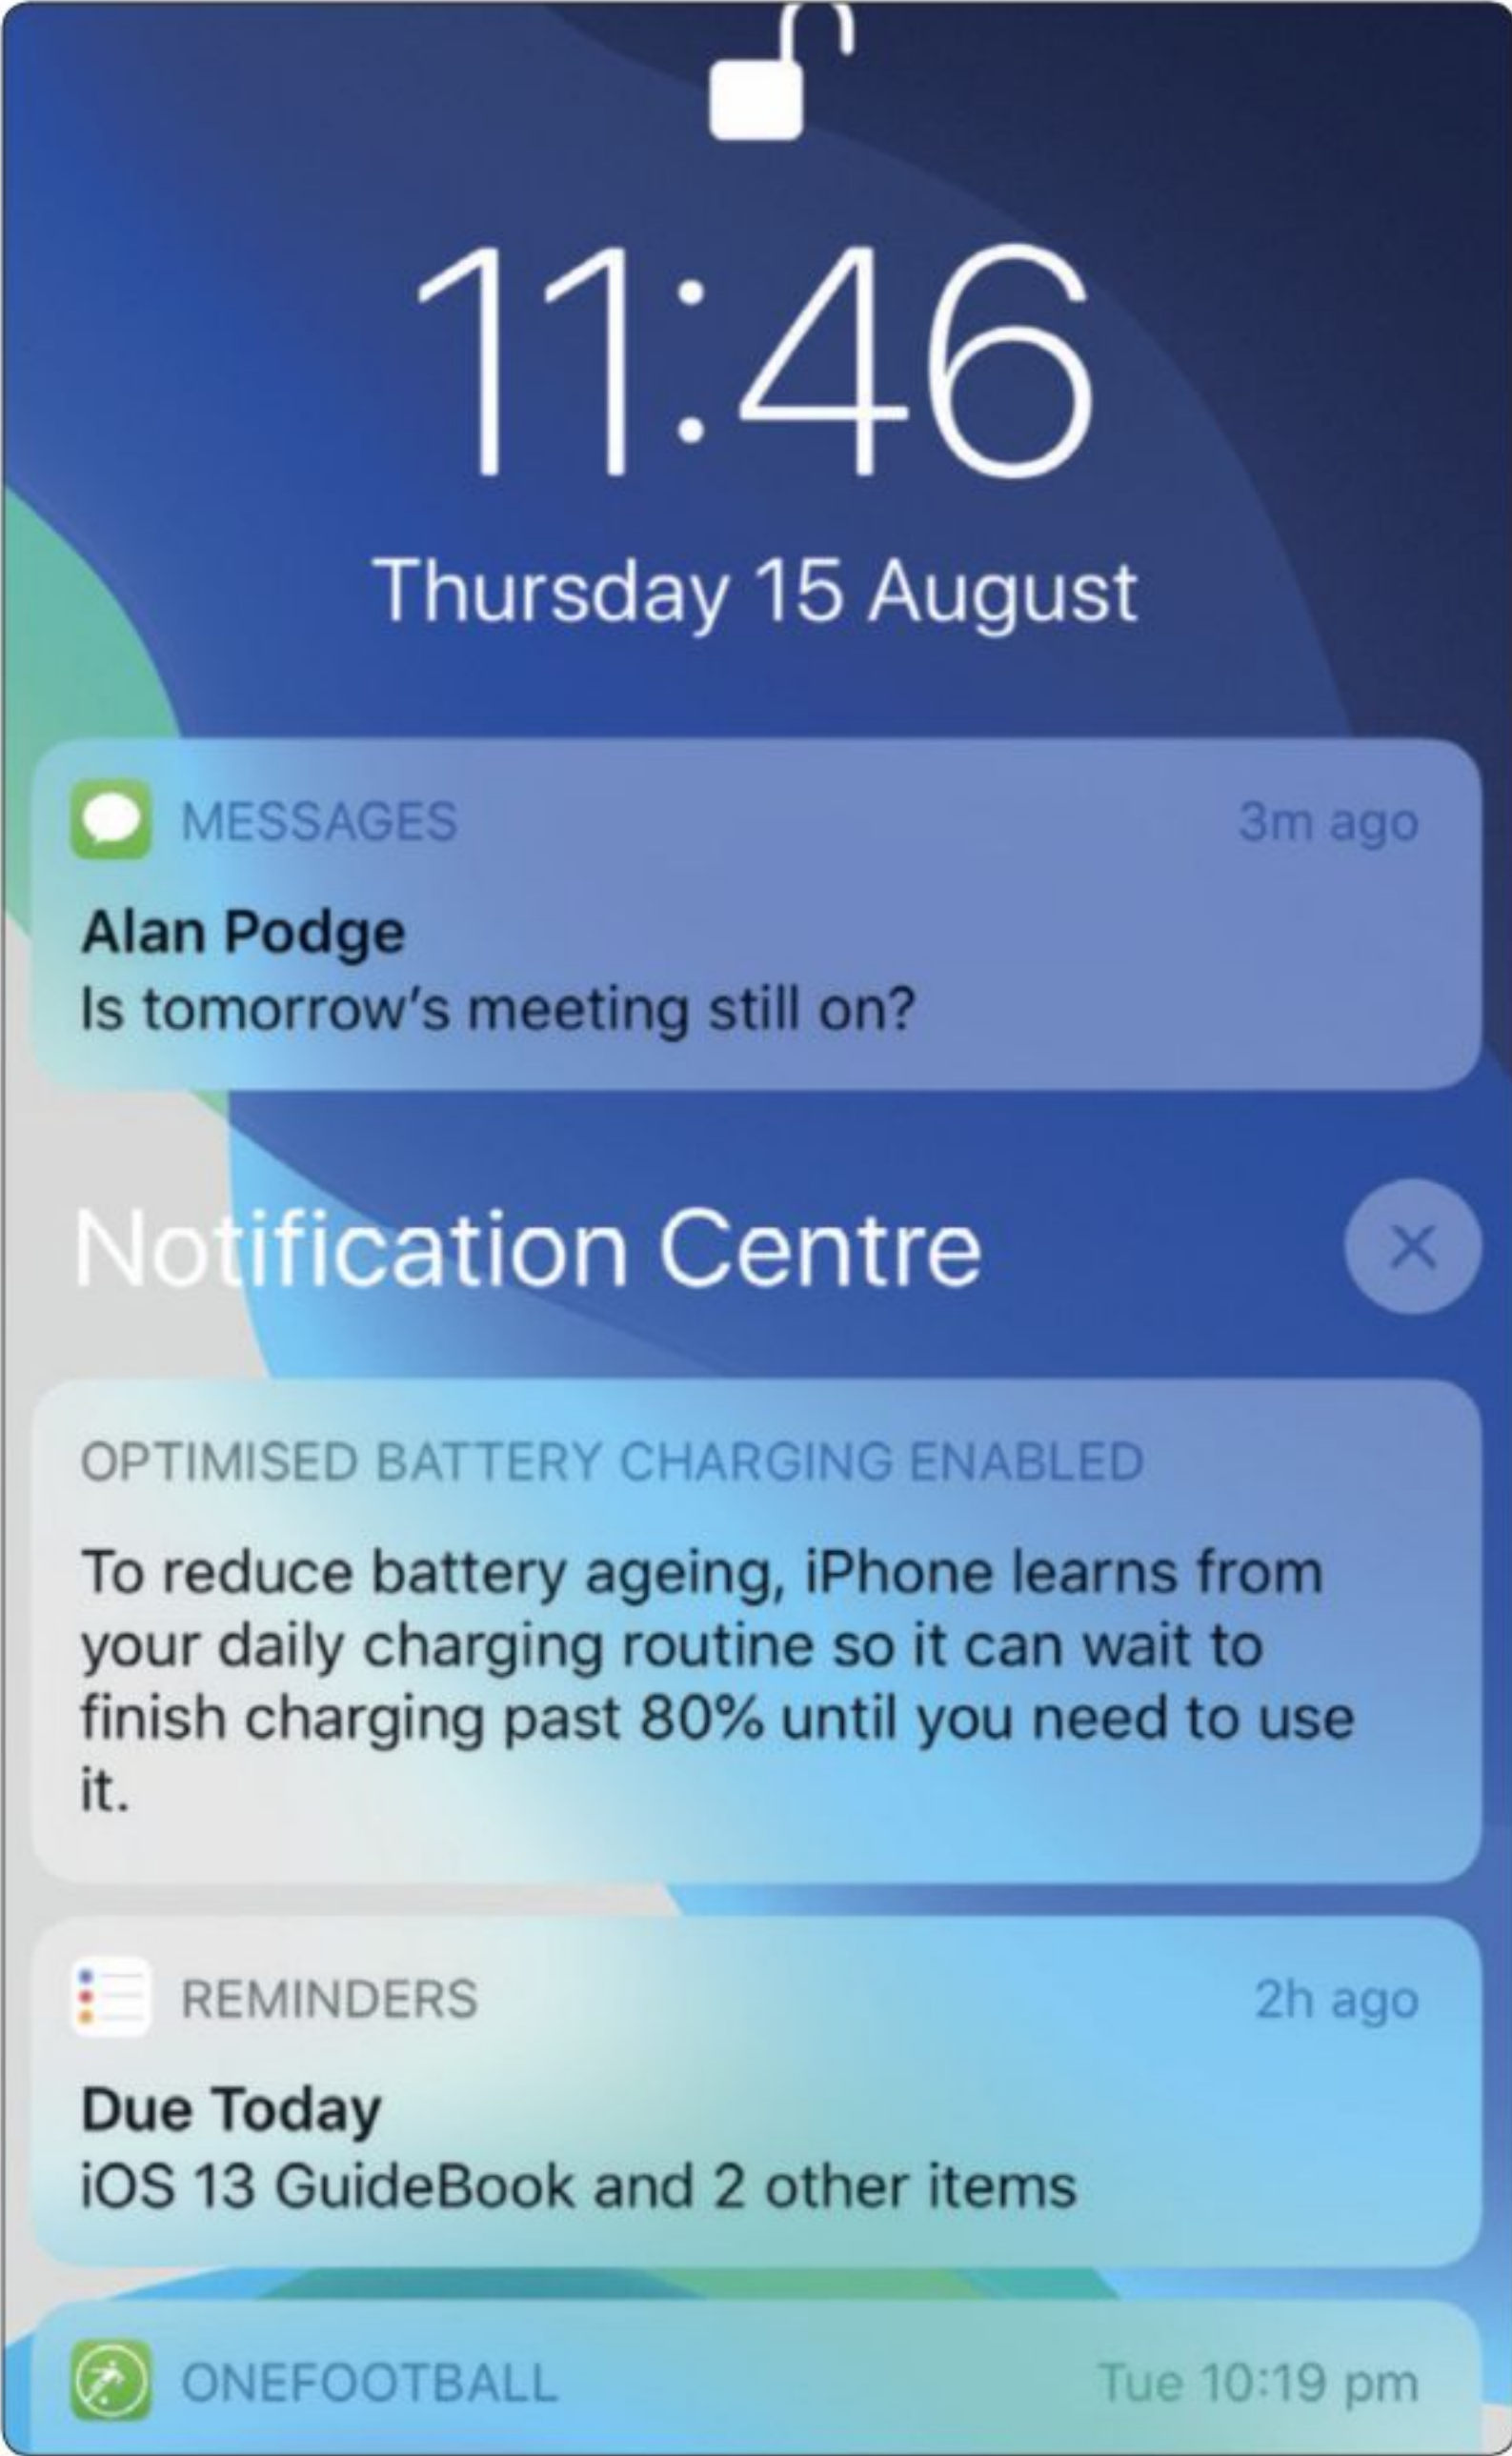 11:46
Thursday 15 August
MESSAGES 3m ago
Alan Podge
Is tomorrow’s meeting still on?
Notification Centre
OPTIMISED BATTERY CHARGING ENABLED
To reduce battery ageing, iPhone learns from
your daily charging routine so it can wait to
finish charging past 80% until you need to use
it.
REMINDERS 2h ago
Due Today
iOS 13 GuideBook and 2 other items
ONEFOOTBALL Tue 10:19 pm